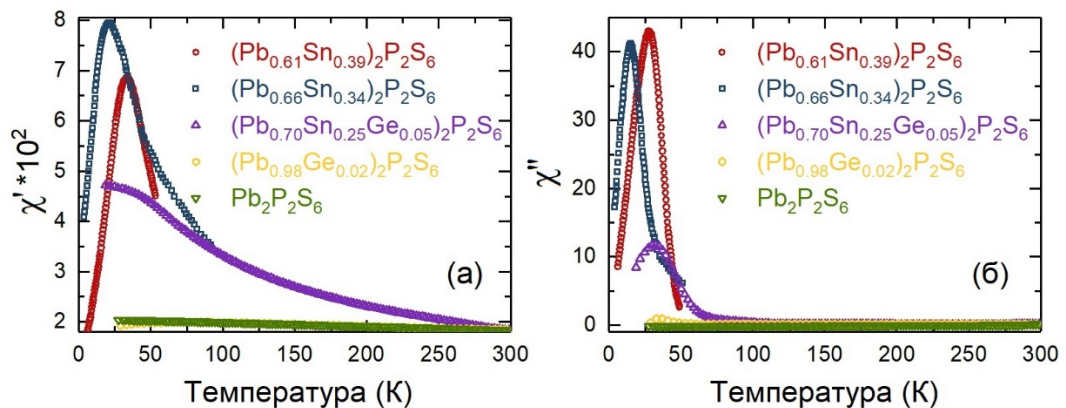 χ' *10²
8
7
6
5
4
3
2
(Pb₀.₆₁Sn₀.₃₉)₂P₂S₆
(Pb₀.₆₆Sn₀.₃₄)₂P₂S₆
(Pb₀.₇₀Sn₀.₂₅Ge₀.₀₅)₂P₂S₆
(Pb₀.₉₈Ge₀.₀₂)₂P₂S₆
Pb₂P₂S₆
(а)
0 50 100 150 200 250 300
Температура (К)
χ''
40
30
20
10
0
(Pb₀.₆₁Sn₀.₃₉)₂P₂S₆
(Pb₀.₆₆Sn₀.₃₄)₂P₂S₆
(Pb₀.₇₀Sn₀.₂₅Ge₀.₀₅)₂P₂S₆
(Pb₀.₉₈Ge₀.₀₂)₂P₂S₆
Pb₂P₂S₆
(б)
0 50 100 150 200 250 300
Температура (К)